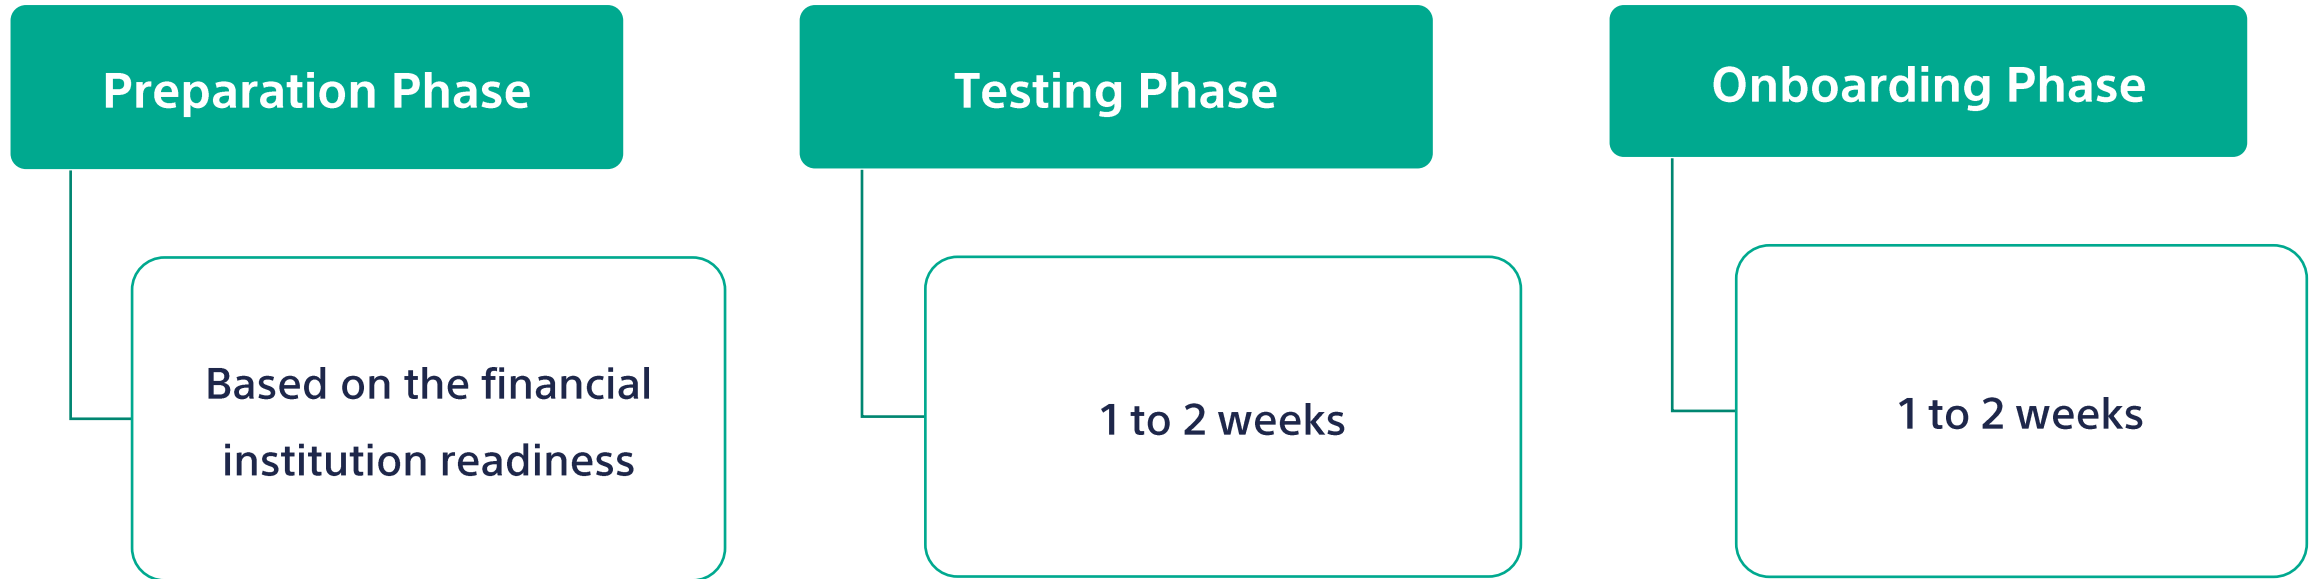 Preparation Phase
Testing Phase
Onboarding Phase
Based on the financial
institution readiness
1 to 2 weeks
1 to 2 weeks